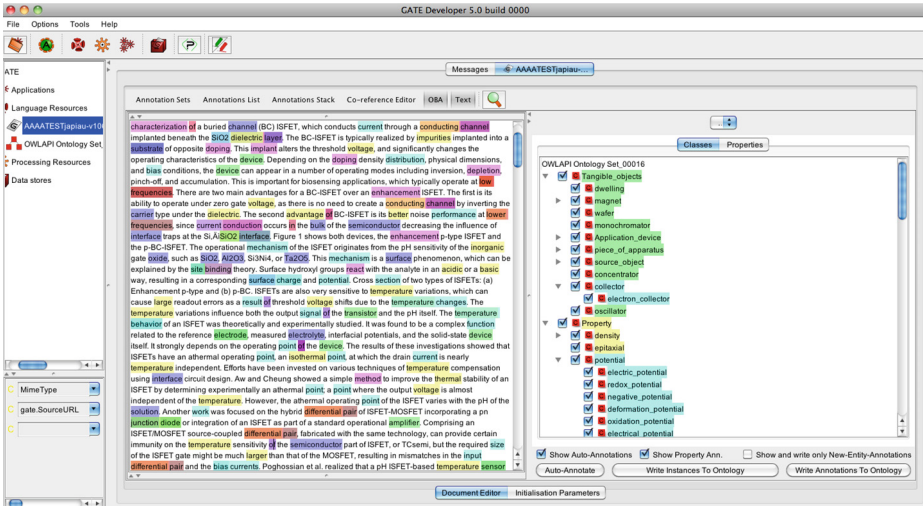 GATE Developer 5.0 build 0000
File Options Tools Help
Messages AAAATESTjapiau-...
ATE
Applications
Language Resources
AAAATESTjapiau-v10
OWLAPI Ontology Set_
Processing Resources
Data stores
MimeType
gate.SourceURL
Annotation Sets Annotations List Annotations Stack Co-reference Editor OBA Text
characterization of a buried channel (BC) ISFET, which conducts current through a conducting channel
implanted beneath the SiO2 dielectric layer. The BC-ISFET is typically realized by impurities implanted into a
substrate of opposite doping. This implant alters the threshold voltage, and significantly changes the
operating characteristics of the device. Depending on the doping density distribution, physical dimensions,
and bias conditions, the device can appear in a number of operating modes including inversion, depletion,
pinch-off, and accumulation. This is important for biosensing applications, which typically operate at low
frequencies. There are two main advantages for a BC-ISFET over an enhancement ISFET. The first is its
ability to operate under zero gate voltage, as there is no need to create a conducting channel by inverting the
carrier type under the dielectric. The second advantage of BC-ISFET is its better noise performance at lower
frequencies, since current conduction occurs in the bulk of the semiconductor decreasing the influence of
interface traps at the Si,ÄìSiO2 interface. Figure 1 shows both devices, the enhancement p-type ISFET and
the p-BC-ISFET. The operational mechanism of the ISFET originates from the pH sensitivity of the inorganic
gate oxide, such as SiO2, Al2O3, Si3Ni4, or Ta2O5. This mechanism is a surface phenomenon, which can be
explained by the site binding theory. Surface hydroxyl groups react with the analyte in an acidic or a basic
way, resulting in a corresponding surface charge and potential. Cross section of two types of ISFETs: (a)
Enhancement p-type and (b) p-BC. ISFETs are also very sensitive to temperature variations, which can
cause large readout errors as a result of threshold voltage shifts due to the temperature changes. The
temperature variations influence both the output signal of the transistor and the pH itself. The temperature
behavior of an ISFET was theoretically and experimentally studied. It was found to be a complex function
related to the reference electrode, measured electrolyte, interfacial potentials, and the solid-state device
itself. It strongly depends on the operating point of the device. The results of these investigations showed that
ISFETs have an athermal operating point, an isothermal point, at which the drain current is nearly
temperature independent. Efforts have been invested on various techniques of temperature compensation
using interface circuit design. Aw and Cheung showed a simple method to improve the thermal stability of an
ISFET by determining experimentally an athermal point; a point where the output voltage is almost
independent of the temperature. However, the athermal operating point of the ISFET varies with the pH of the
solution. Another work was focused on the hybrid differential pair of ISFET-MOSFET incorporating a pn
junction diode or integration of an ISFET as part of a standard operational amplifier. Comprising an
ISFET/MOSFET source-coupled differential pair, fabricated with the same technology, can provide certain
immunity on the temperature sensitivity of the semiconductor part of ISFET, or TCsemi, but the required size
of the ISFET gate might be much larger than that of the MOSFET, resulting in mismatches in the input
differential pair and the bias currents. Poghossian et al. realized that a pH ISFET-based temperature sensor
Classes Properties
OWLAPI Ontology Set_00016
Tangible_objects
dwelling
magnet
wafer
monochromator
Application_device
piece_of_apparatus
source_object
concentrator
collector
electron_collector
oscillator
Property
density
epitaxial
potential
electric_potential
redox_potential
negative_potential
deformation_potential
oxidation_potential
electrical_potential
Show Auto-Annotations Show Property Ann. Show and write only New-Entity-Annotations
Auto-Annotate Write Instances To Ontology Write Annotations To Ontology
Document Editor Initialisation Parameters